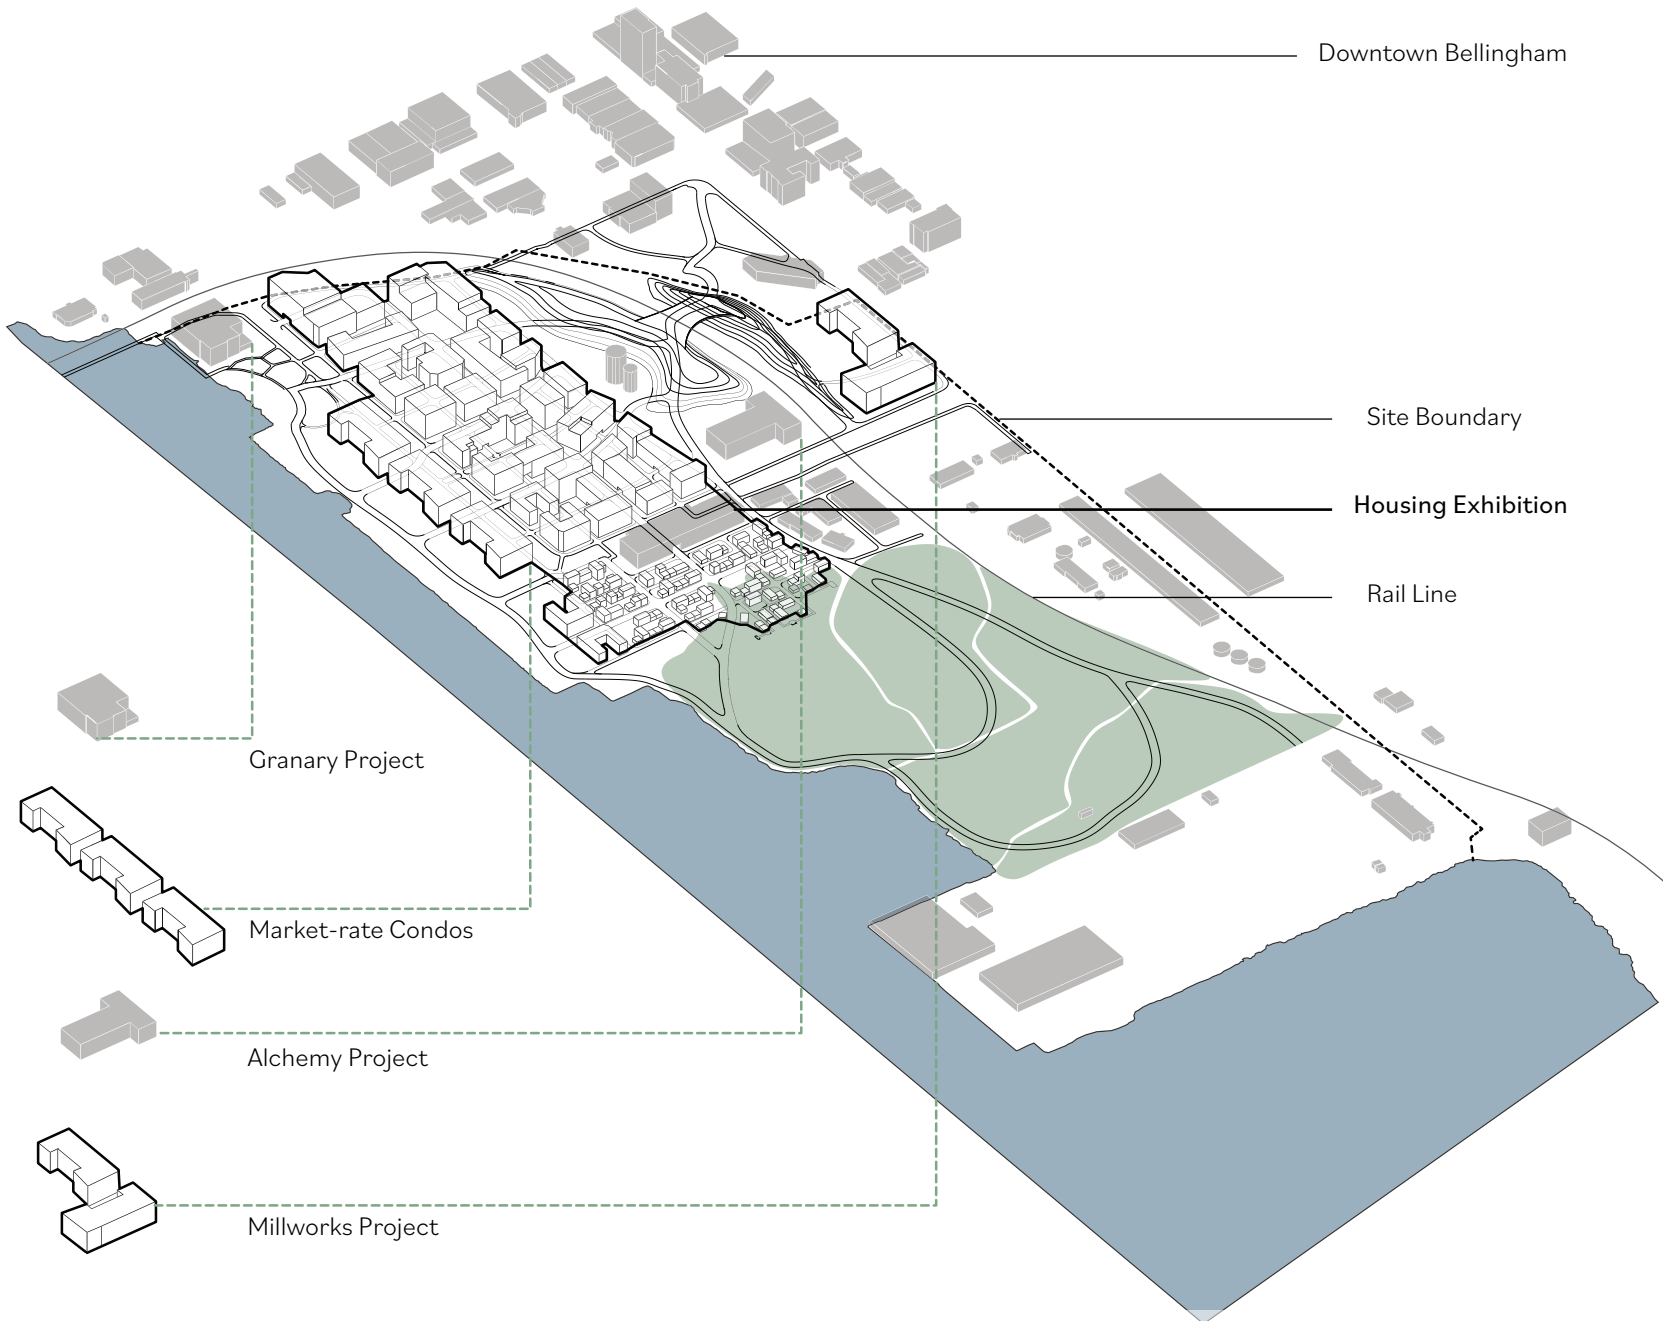 Downtown Bellingham
Site Boundary
Housing Exhibition
Rail Line
Granary Project
Market-rate Condos
Alchemy Project
Millworks Project